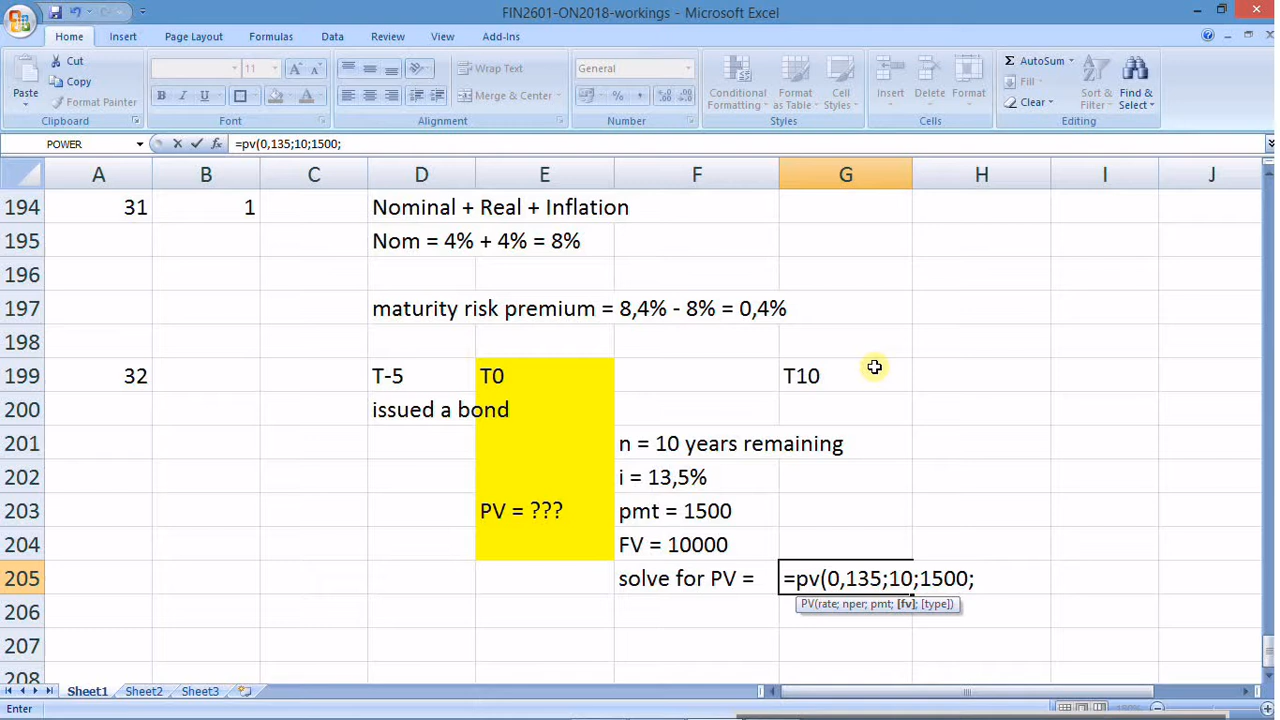 FIN2601-ON2018-workings - Microsoft Excel
Home Insert Page Layout Formulas Data Review View Add-Ins
Paste
Cut
Copy
Format Painter
11
Wrap Text
Merge & Center
General
Conditional Formatting
Format as Table
Cell Styles
Insert
Delete
Format
AutoSum
Fill
Clear
Sort & Filter
Find & Select
Clipboard Font Alignment Number Styles Cells Editing
POWER =pv(0,135;10;1500;
A B C D E F G H I J
194 31 1 Nominal + Real + Inflation
195 Nom = 4% + 4% = 8%
196
197 maturity risk premium = 8,4% - 8% = 0,4%
198
199 32 T-5 T0 T10
200 issued a bond
201 n = 10 years remaining
202 i = 13,5%
203 PV = ??? pmt = 1500
204 FV = 10000
205 solve for PV = =pv(0,135;10;1500;
PV(rate; nper; pmt; [fv]; [type])
206
207
208
Sheet1 Sheet2 Sheet3
Enter 150%